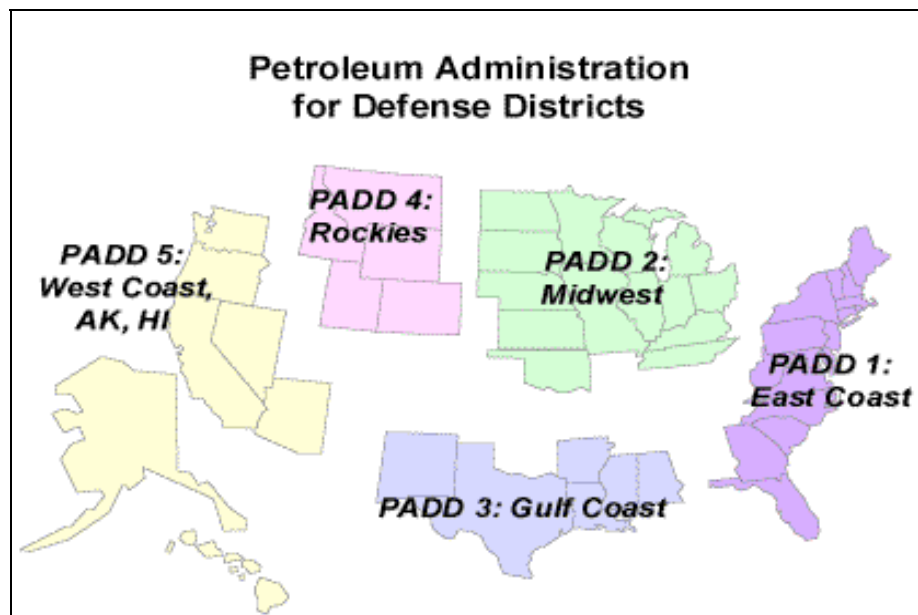 Petroleum Administration
for Defense Districts
PADD 4:
Rockies
PADD 5:
West Coast,
AK, HI
PADD 2:
Midwest
PADD 1:
East Coast
PADD 3: Gulf Coast